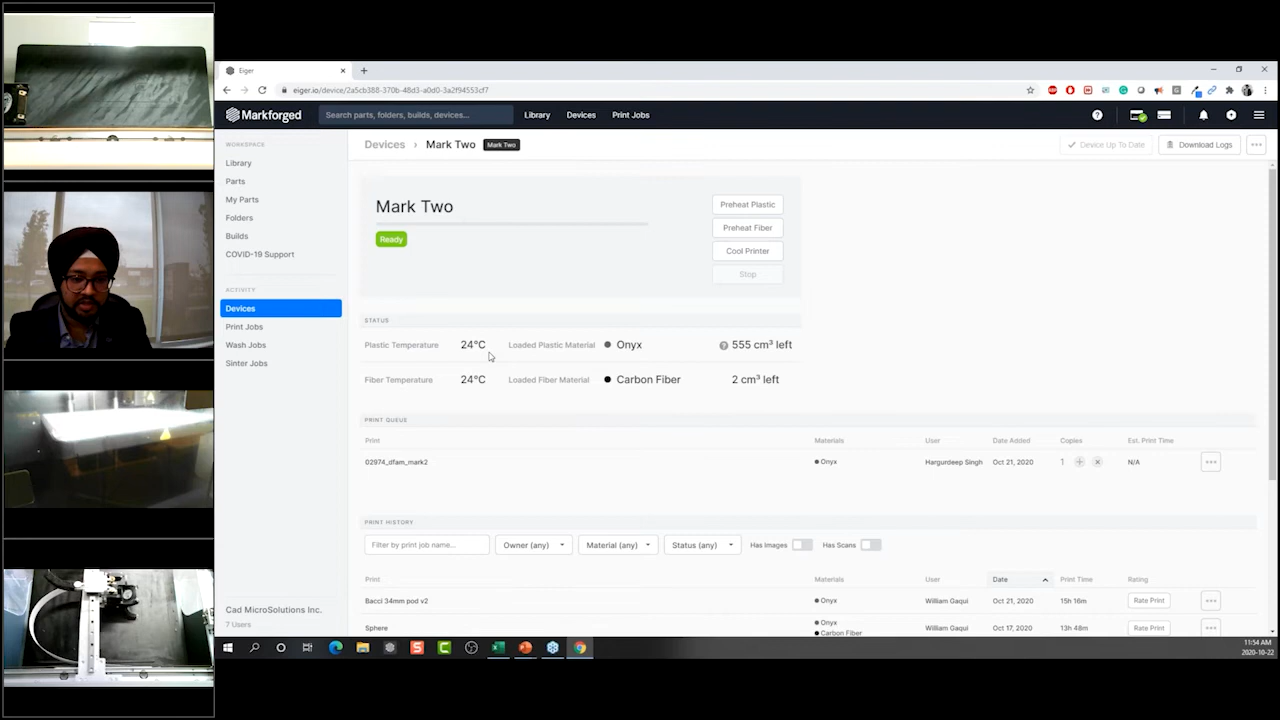 Eiger
eiger.io/device/2a5cb388-370b-48d3-a0d0-3a2f94553cf7
Markforged
Search parts, folders, builds, devices...
Library Devices Print Jobs
WORKSPACE
Library
Parts
My Parts
Folders
Builds
COVID-19 Support
ACTIVITY
Devices
Print Jobs
Wash Jobs
Sinter Jobs
Cad MicroSolutions Inc.
7 Users
Devices › Mark Two Mark Two
Device Up To Date Download Logs
Mark Two
Ready
Preheat Plastic
Preheat Fiber
Cool Printer
Stop
STATUS
Plastic Temperature 24°C Loaded Plastic Material Onyx 555 cm³ left
Fiber Temperature 24°C Loaded Fiber Material Carbon Fiber 2 cm³ left
PRINT QUEUE
Print Materials User Date Added Copies Est. Print Time
02974_dfam_mark2 Onyx Hargurdeep Singh Oct 21, 2020 1 N/A
PRINT HISTORY
Filter by print job name... Owner (any) Material (any) Status (any) Has Images Has Scans
Print Materials User Date Print Time Rating
Bacci 34mm pod v2 Onyx William Gaqui Oct 21, 2020 15h 16m Rate Print
Sphere Onyx William Gaqui Oct 17, 2020 13h 48m Rate Print
Carbon Fiber
11:54 AM
2020-10-22